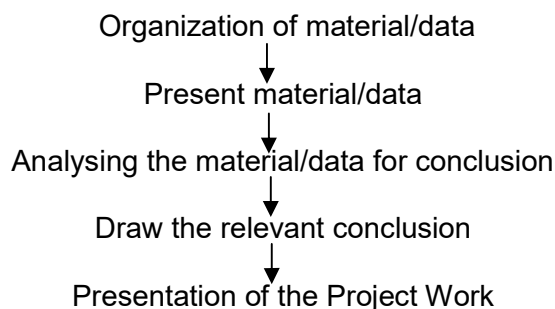 Organization of material/data
Present material/data
Analysing the material/data for conclusion
Draw the relevant conclusion
Presentation of the Project Work